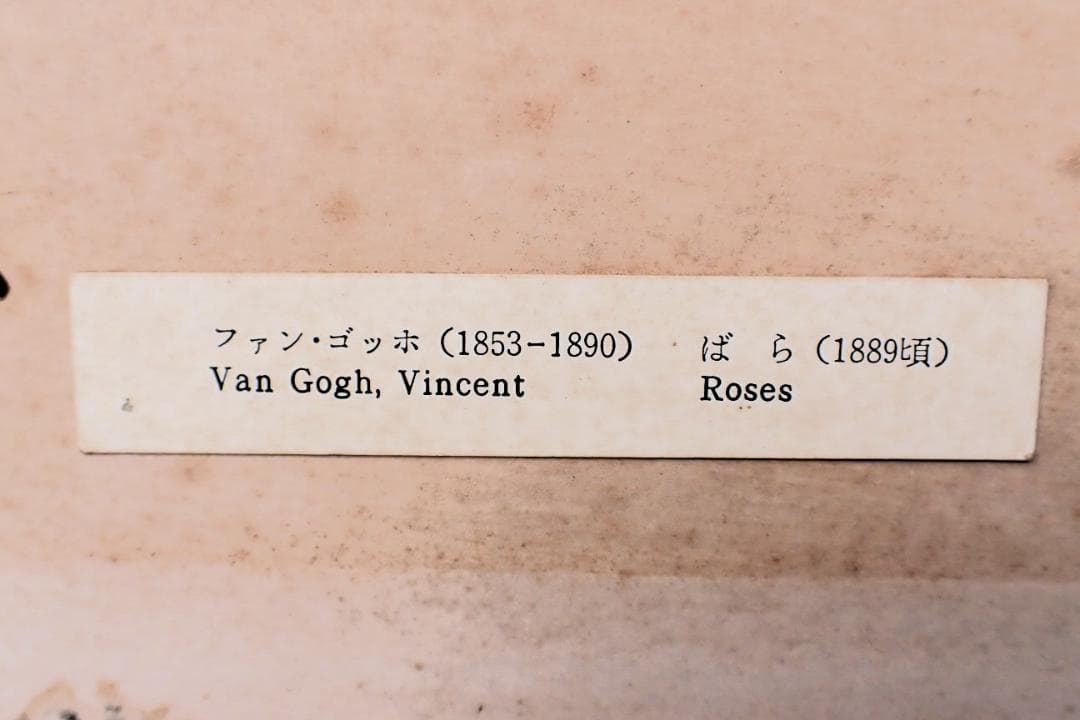 ファン・ゴッホ（1853-1890）　ば　ら（1889頃）
Van Gogh, Vincent　Roses